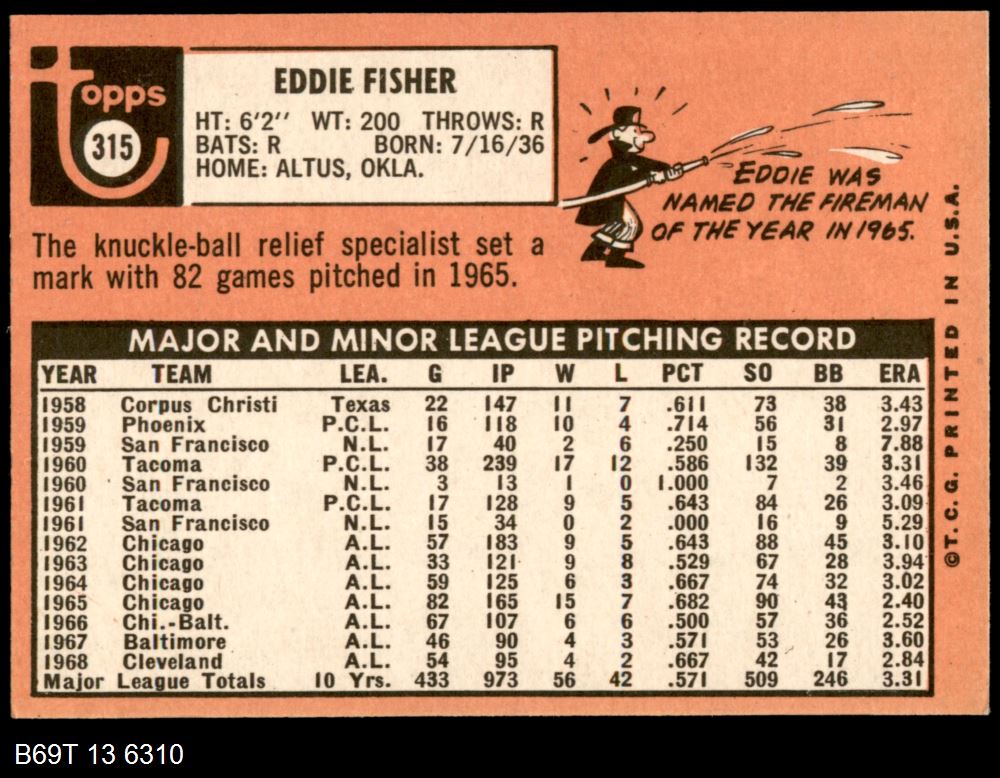 topps
315
EDDIE FISHER
HT: 6'2" WT: 200 THROWS: R
BATS: R BORN: 7/16/36
HOME: ALTUS, OKLA.
EDDIE WAS
NAMED THE FIREMAN
OF THE YEAR IN 1965.
The knuckle-ball relief specialist set a
mark with 82 games pitched in 1965.
MAJOR AND MINOR LEAGUE PITCHING RECORD
YEAR TEAM LEA. G IP W L PCT SO BB ERA
1958 Corpus Christi Texas 22 147 11 7 .611 73 38 3.43
1959 Phoenix P.C.L. 16 118 10 4 .714 56 31 2.97
1959 San Francisco N.L. 17 40 2 6 .250 15 8 7.88
1960 Tacoma P.C.L. 38 239 17 12 .586 132 39 3.31
1960 San Francisco N.L. 3 13 1 0 1.000 7 2 3.46
1961 Tacoma P.C.L. 17 128 9 5 .643 84 26 3.09
1961 San Francisco N.L. 15 34 0 2 .000 16 9 5.29
1962 Chicago A.L. 57 183 9 5 .643 88 45 3.10
1963 Chicago A.L. 33 121 9 8 .529 67 28 3.94
1964 Chicago A.L. 59 125 6 3 .667 74 32 3.02
1965 Chicago A.L. 82 165 15 7 .682 90 43 2.40
1966 Chi.-Balt. A.L. 67 107 6 6 .500 57 36 2.52
1967 Baltimore A.L. 46 90 4 3 .571 53 26 3.60
1968 Cleveland A.L. 54 95 4 2 .667 42 17 2.84
Major League Totals 10 Yrs. 433 973 56 42 .571 509 246 3.31
©T.C.G. PRINTED IN U.S.A.
B69T 13 6310